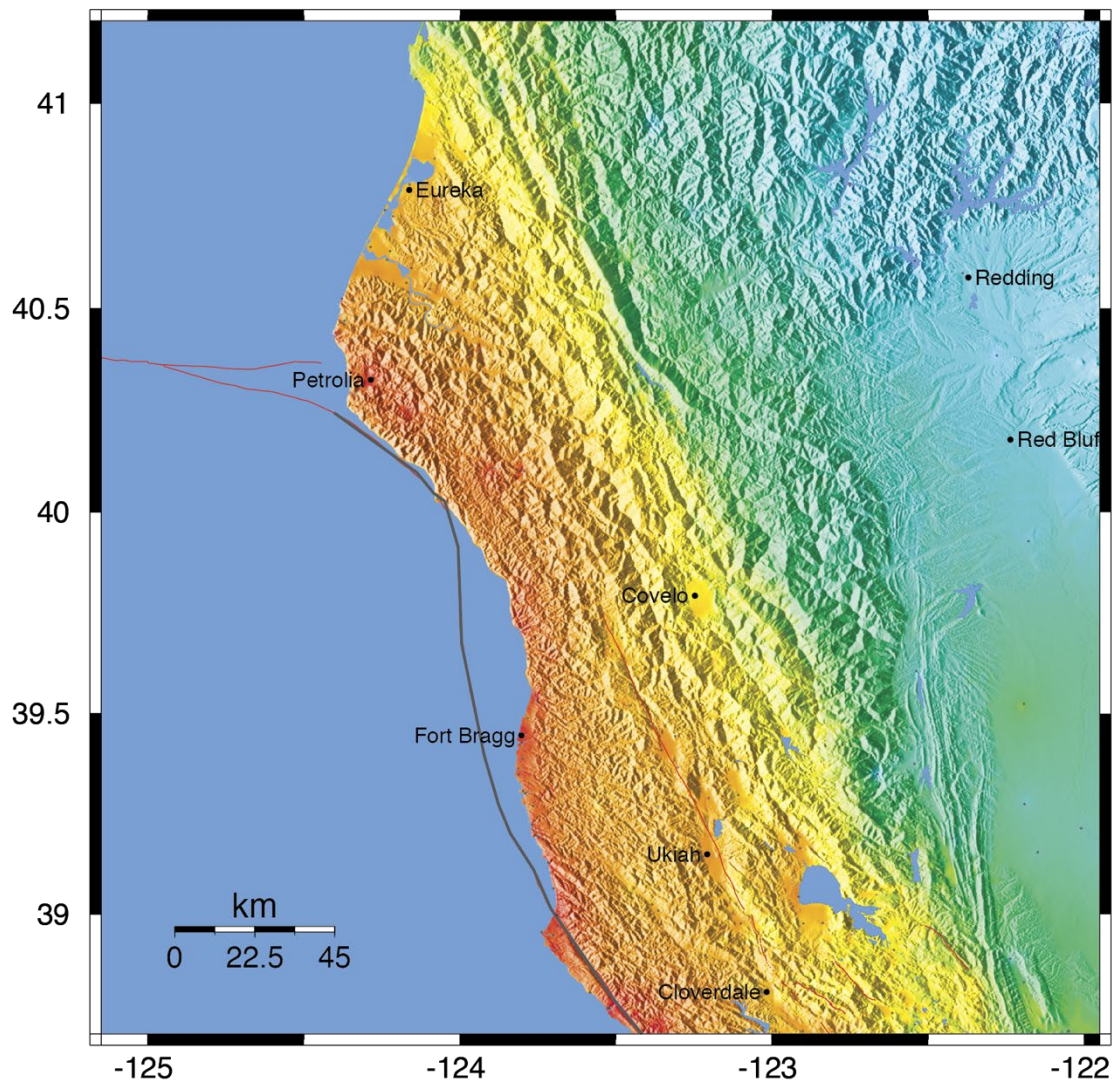 41
Eureka
Redding
40.5
Petrolia
Red Bluf
40
Covelo
39.5
Fort Bragg
Ukiah
39
km
0 22.5 45
Cloverdale
-125 -124 -123 -122